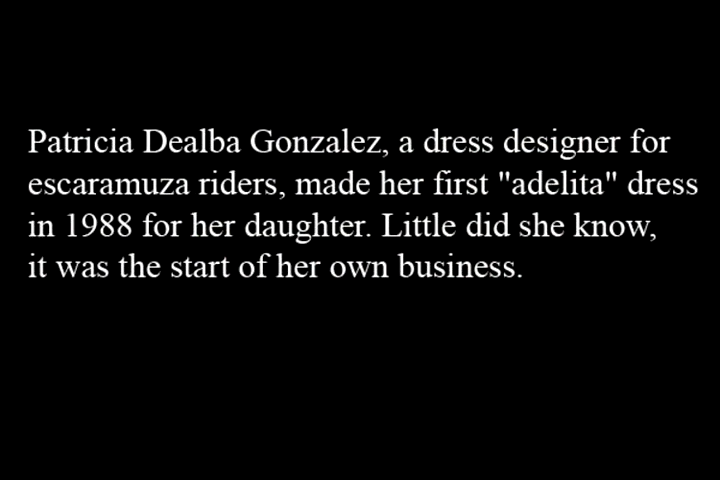 Patricia Dealba Gonzalez, a dress designer for
escaramuza riders, made her first "adelita" dress
in 1988 for her daughter. Little did she know,
it was the start of her own business.